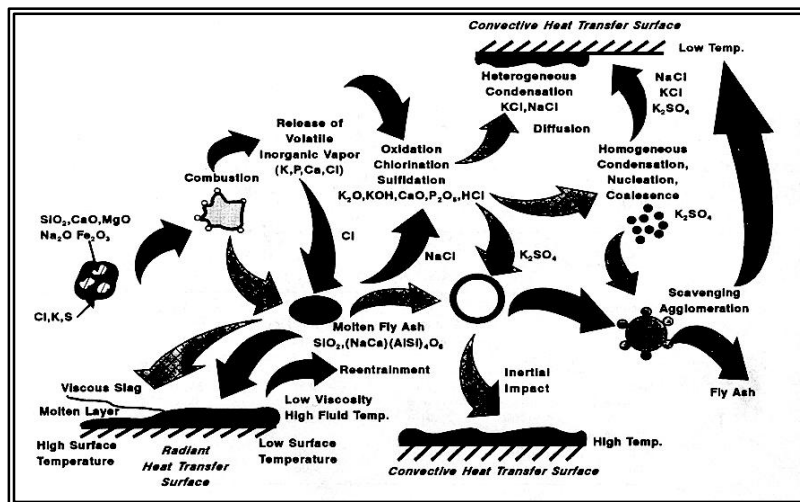 Convective Heat Transfer Surface
Low Temp.
Heterogeneous
Condensation
KCl,NaCl
NaCl
KCl
K₂SO₄
Diffusion
Release of
Volatile
Inorganic Vapor
(K,P,Ca,Cl)
Oxidation
Chlorination
Sulfidation
K₂O,KOH,CaO,P₂O₅,HCl
Homogeneous
Condensation,
Nucleation,
Coalesence
K₂SO₄
Combustion
SiO₂,CaO,MgO
Na₂O Fe₂O₃
Cl,K,S
Cl
NaCl
K₂SO₄
Scavenging
Agglomeration
Molten Fly Ash
SiO₂,(NaCa)(AlSi)₄O₈
Reentrainment
Inertial
Impact
Fly Ash
Viscous Slag
Molten Layer
Low Viscosity
High Fluid Temp.
High Surface
Temperature
Radiant
Heat Transfer
Surface
Low Surface
Temperature
High Temp.
Convective Heat Transfer Surface